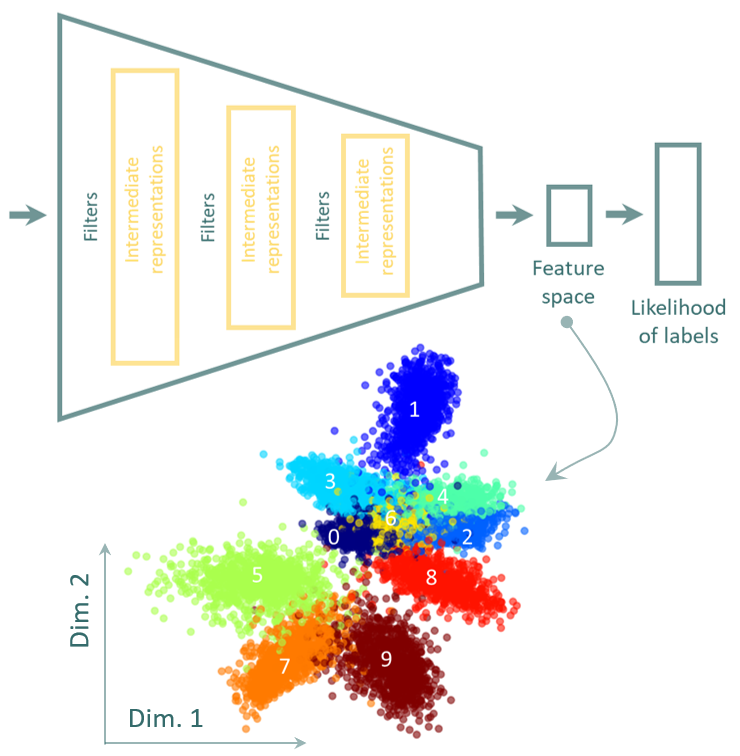 Filters
Intermediate
representations
Filters
Intermediate
representations
Filters
Intermediate
representations
Feature
space
Likelihood
of labels
1
3
4
6
0
2
5
8
9
7
Dim. 2
Dim. 1